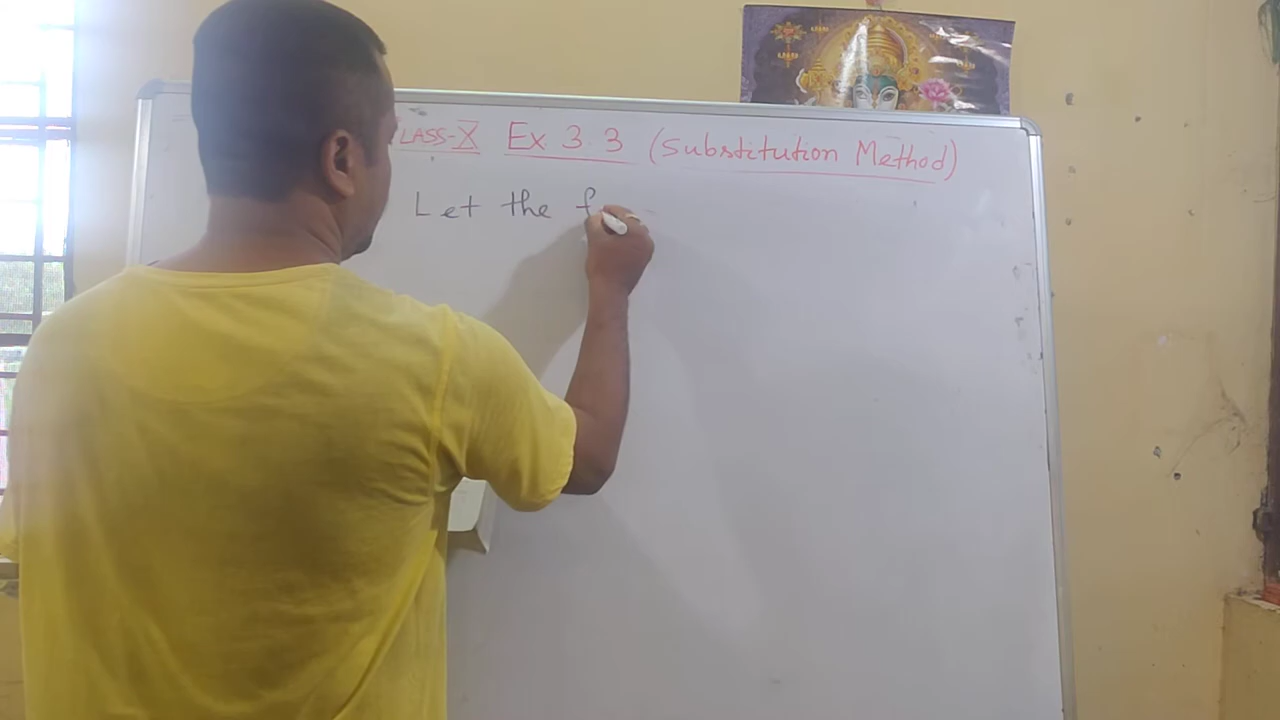 LASS-X Ex. 3.3 (Substitution Method)
Let the f